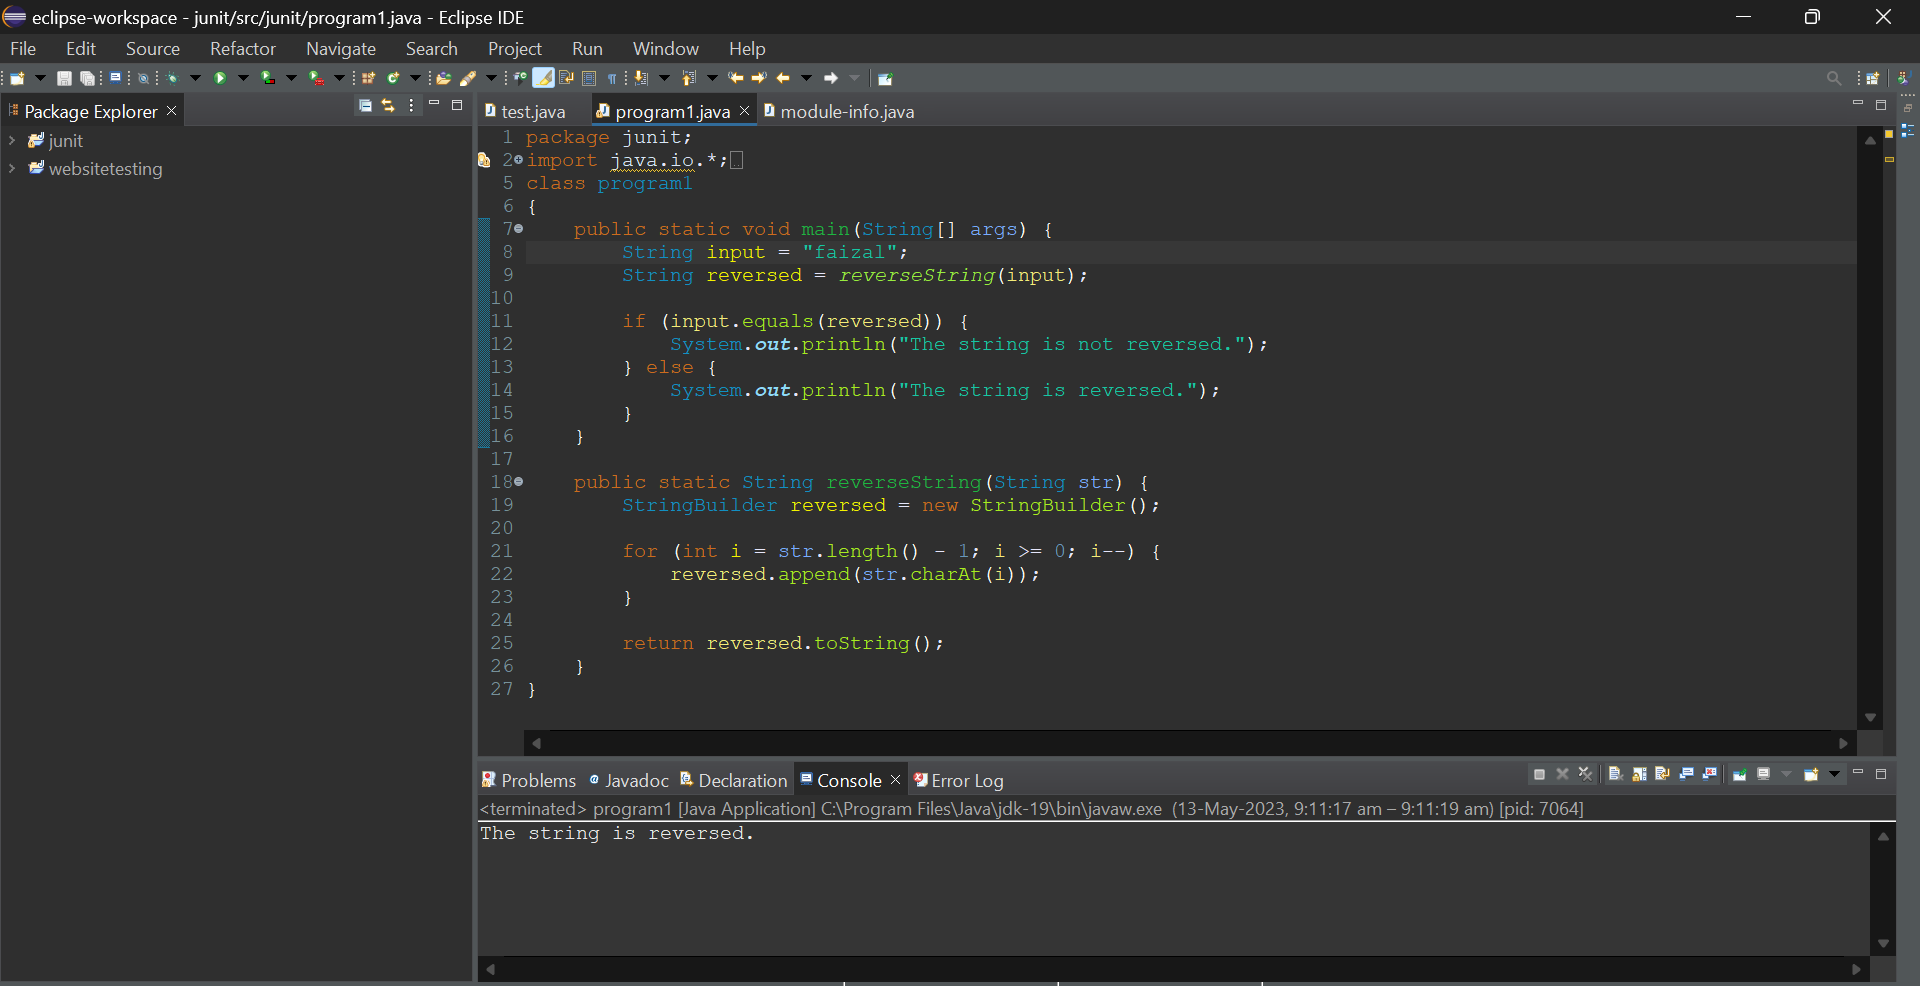 eclipse-workspace - junit/src/junit/program1.java - Eclipse IDE
File Edit Source Refactor Navigate Search Project Run Window Help
Package Explorer
junit
websitetesting
test.java program1.java module-info.java
1 package junit;
2 import java.io.*;
5 class program1
6 {
7     public static void main(String[] args) {
8         String input = "faizal";
9         String reversed = reverseString(input);
10
11         if (input.equals(reversed)) {
12             System.out.println("The string is not reversed.");
13         } else {
14             System.out.println("The string is reversed.");
15         }
16     }
17
18     public static String reverseString(String str) {
19         StringBuilder reversed = new StringBuilder();
20
21         for (int i = str.length() - 1; i >= 0; i--) {
22             reversed.append(str.charAt(i));
23         }
24
25         return reversed.toString();
26     }
27 }
Problems Javadoc Declaration Console Error Log
<terminated> program1 [Java Application] C:\Program Files\Java\jdk-19\bin\javaw.exe (13-May-2023, 9:11:17 am – 9:11:19 am) [pid: 7064]
The string is reversed.